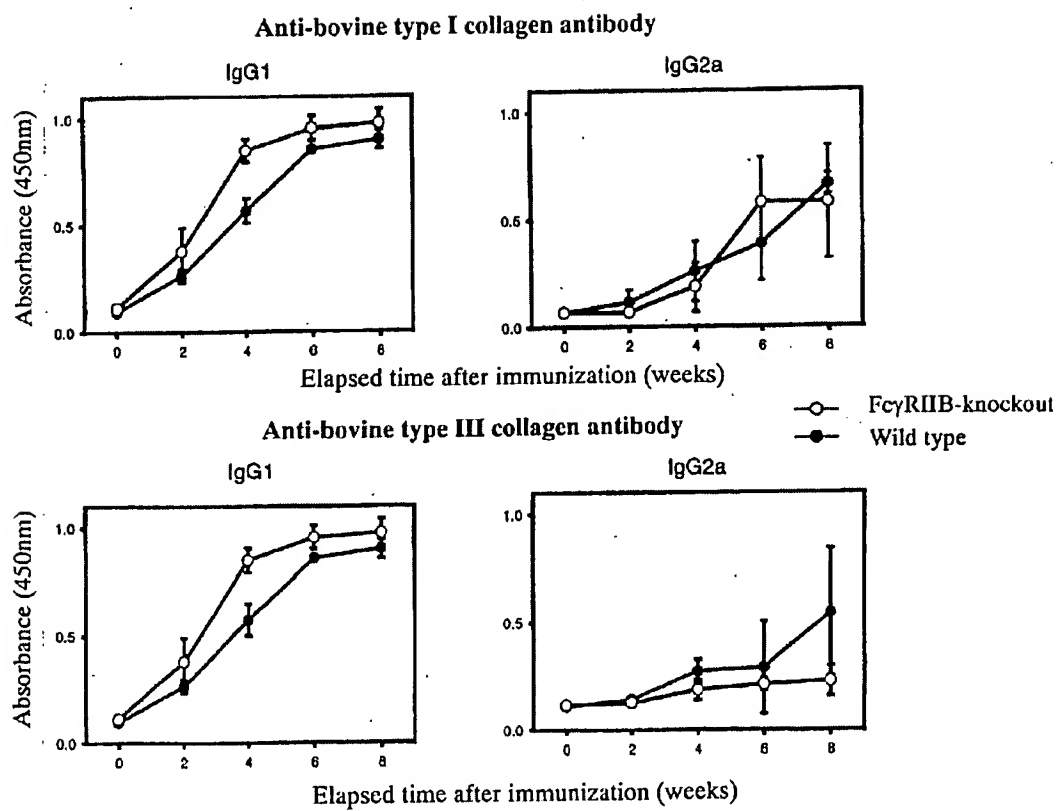 Anti-bovine type I collagen antibody
IgG1
IgG2a
Absorbance (450nm)
1.0
0.5
0.0
0 2 4 6 8
1.0
0.5
0.0
0 2 4 6 8
Elapsed time after immunization (weeks)
FcγRIIB-knockout
Wild type
Anti-bovine type III collagen antibody
IgG1
IgG2a
Absorbance (450nm)
1.0
0.5
0.0
0 2 4 6 8
1.0
0.5
0.0
0 2 4 6 8
Elapsed time after immunization (weeks)